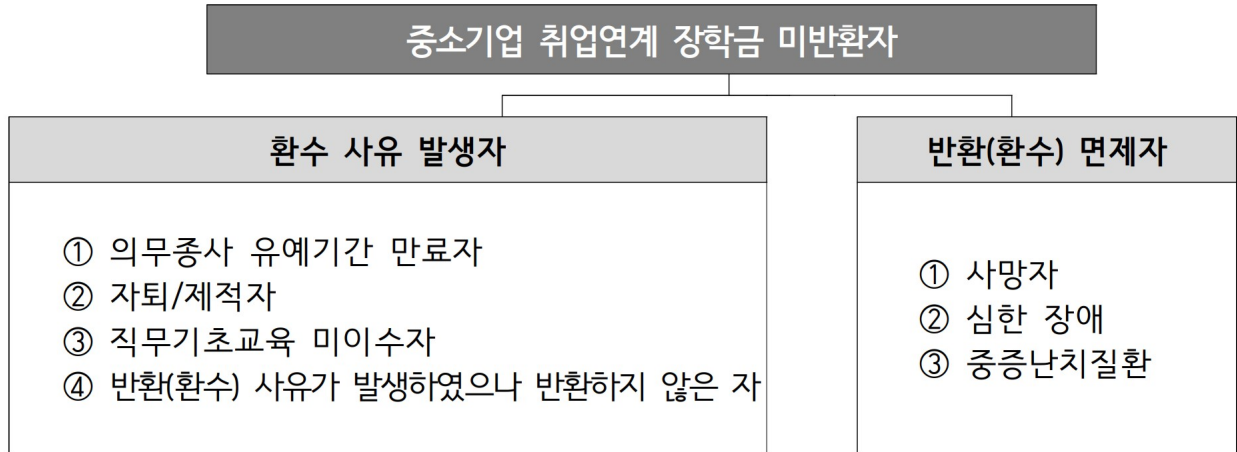 중소기업 취업연계 장학금 미반환자
환수 사유 발생자
① 의무종사 유예기간 만료자
② 자퇴/제적자
③ 직무기초교육 미이수자
④ 반환(환수) 사유가 발생하였으나 반환하지 않은 자
반환(환수) 면제자
① 사망자
② 심한 장애
③ 중증난치질환